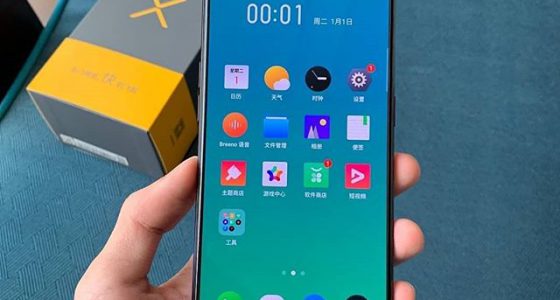 X
00:01 周二 1月1日
星期二
1
1
日历 天气 时钟 设置
Breeno 语音 文件管理 相册 便签
1
主题商店 游戏中心 软件商店 短视频
工具